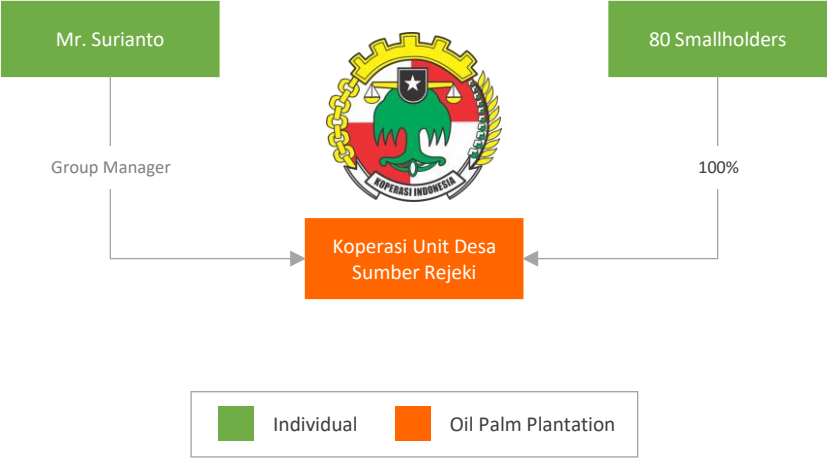 Mr. Surianto
80 Smallholders
KOPERASI INDONESIA
Group Manager
100%
Koperasi Unit Desa
Sumber Rejeki
Individual
Oil Palm Plantation